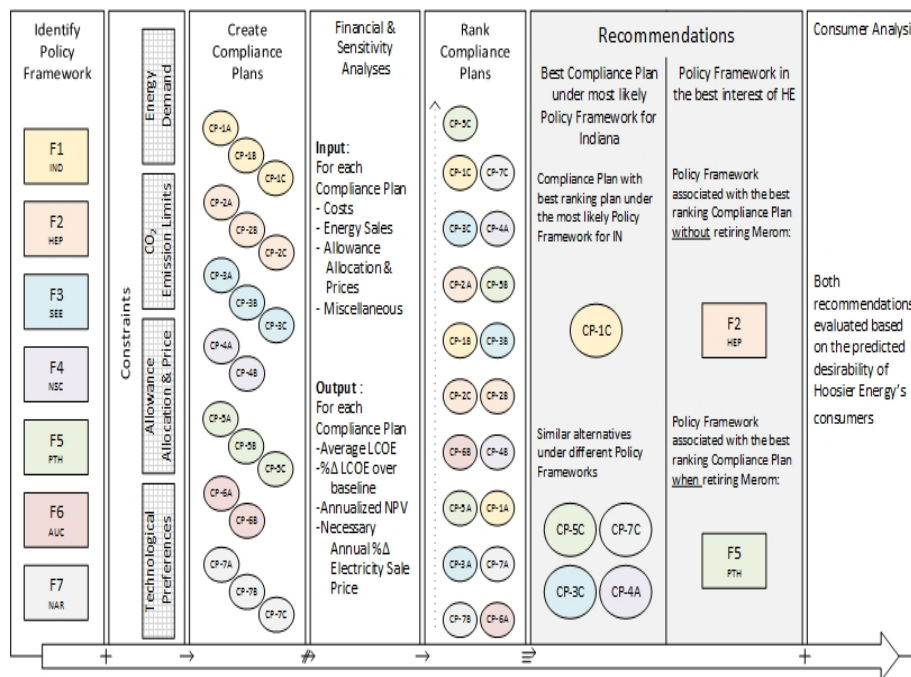 Identify
Policy
Framework
F1
IND
F2
HEP
F3
SEE
F4
NSC
F5
PTH
F6
AUC
F7
NAR
Constraints
Energy
Demand
CO₂
Emission Limits
Allowance
Allocation & Price
Technological
Preferences
Create
Compliance
Plans
CP-1A
CP-1B
CP-1C
CP-2A
CP-2B
CP-2C
CP-3A
CP-3B
CP-3C
CP-4A
CP-4B
CP-5A
CP-5B
CP-5C
CP-6A
CP-6B
CP-7A
CP-7B
CP-7C
Financial &
Sensitivity
Analyses
Input:
For each
Compliance Plan
- Costs
- Energy Sales
- Allowance
Allocation &
Prices
- Miscellaneous
Output :
For each
Compliance Plan
-Average LCOE
-%Δ LCOE over
baseline
-Annualized NPV
-Necessary
Annual %Δ
Electricity Sale
Price
Rank
Compliance
Plans
CP-5C
CP-1C CP-7C
CP-3C CP-4A
CP-2A CP-5B
CP-1B CP-3B
CP-2C CP-2B
CP-6B CP-4B
CP-5A CP-1A
CP-3A CP-7A
CP-7B CP-6A
Recommendations
Best Compliance Plan
under most likely
Policy Framework for
Indiana
Compliance Plan with
best ranking plan under
the most likely Policy
Framework for IN
CP-1C
Similar alternatives
under different Policy
Frameworks
CP-5C CP-7C
CP-3C CP-4A
Policy Framework in
the best interest of HE
Policy Framework
associated with the best
ranking Compliance Plan
without retiring Merom:
F2
HEP
Policy Framework
associated with the best
ranking Compliance Plan
when retiring Merom:
F5
PTH
Consumer Analysis
Both
recommendations
evaluated based
on the predicted
desirability of
Hoosier Energy's
consumers